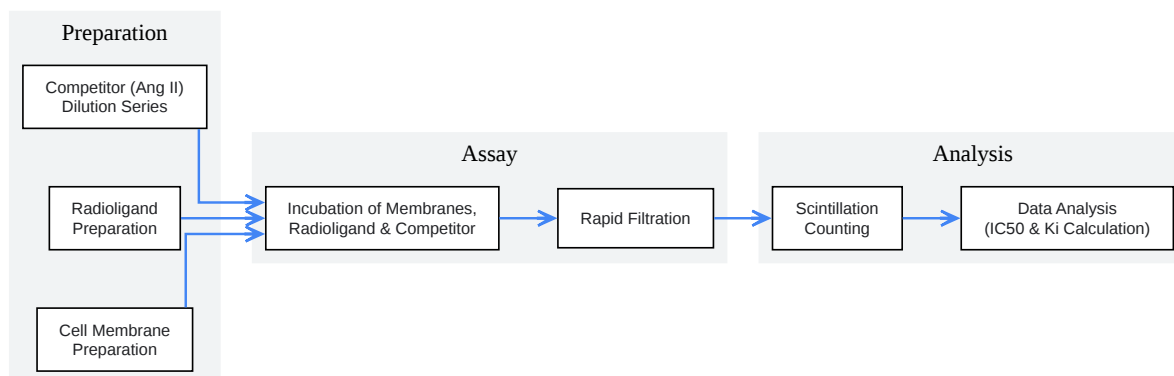 Preparation
Competitor (Ang II)
Dilution Series
Radioligand
Preparation
Cell Membrane
Preparation
Assay
Incubation of Membranes,
Radioligand & Competitor
Rapid Filtration
Analysis
Scintillation
Counting
Data Analysis
(IC50 & Ki Calculation)